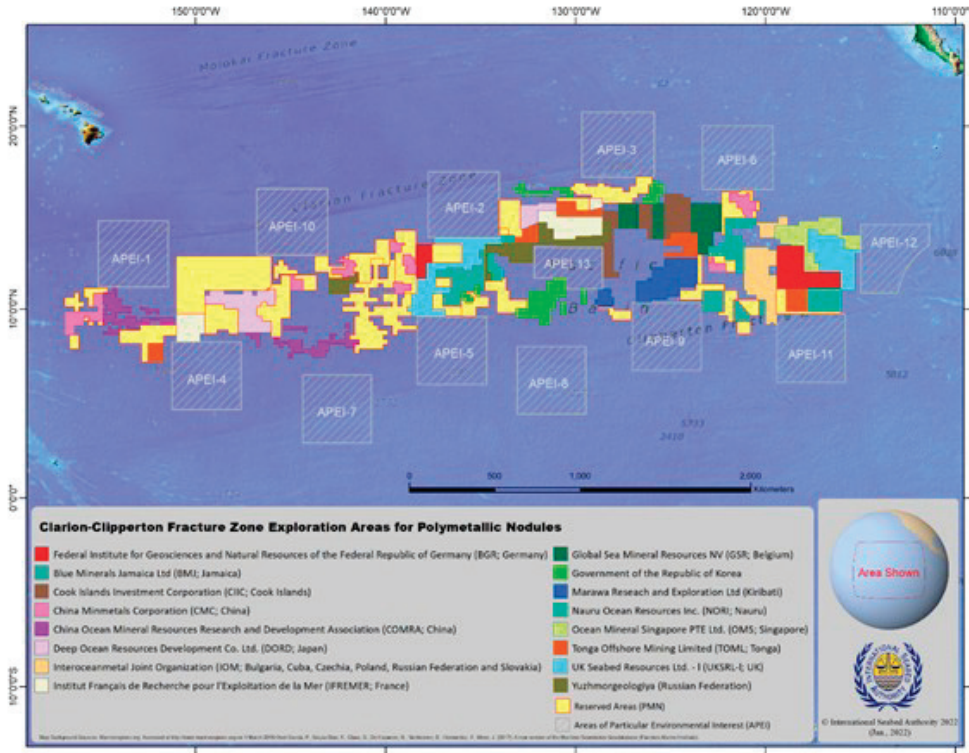 150°0'0"W 140°0'0"W 130°0'0"W 120°0'0"W 110°0'0"W
Molokai Fracture Zone
20°0'0"N
APEI-3
APEI-6
Clarion Fracture Zone
APEI-2
APEI-10
APEI-1
APEI-12
APEI-13
10°0'0"N
Basin
Clipperton Fracture
APEI-9
APEI-5
APEI-11
APEI-4
APEI-8
APEI-7
0°0'0"
0 500 1,000 2,000
Kilometers
Clarion-Clipperton Fracture Zone Exploration Areas for Polymetallic Nodules
Federal Institute for Geosciences and Natural Resources of the Federal Republic of Germany (BGR; Germany)
Blue Minerals Jamaica Ltd (BMJ; Jamaica)
Cook Islands Investment Corporation (CIIC; Cook Islands)
China Minmetals Corporation (CMC; China)
China Ocean Mineral Resources Research and Development Association (COMRA; China)
Deep Ocean Resources Development Co. Ltd. (DORD; Japan)
Interoceanmetal Joint Organization (IOM; Bulgaria, Cuba, Czechia, Poland, Russian Federation and Slovakia)
Institut Français de Recherche pour l'Exploitation de la Mer (IFREMER; France)
Global Sea Mineral Resources NV (GSR; Belgium)
Government of the Republic of Korea
Marawa Reseach and Exploration Ltd (Kiribati)
Nauru Ocean Resources Inc. (NORI; Nauru)
Ocean Mineral Singapore PTE Ltd. (OMS; Singapore)
Tonga Offshore Mining Limited (TOML; Tonga)
UK Seabed Resources Ltd. - I (UKSRL-I; UK)
Yuzhmorgeologiya (Russian Federation)
Reserved Areas (PMN)
Areas of Particular Environmental Interest (APEI)
Area Shown
INTERNATIONAL SEABED AUTHORITY
© International Seabed Authority 2022
(Jan., 2022)
10°0'0"S